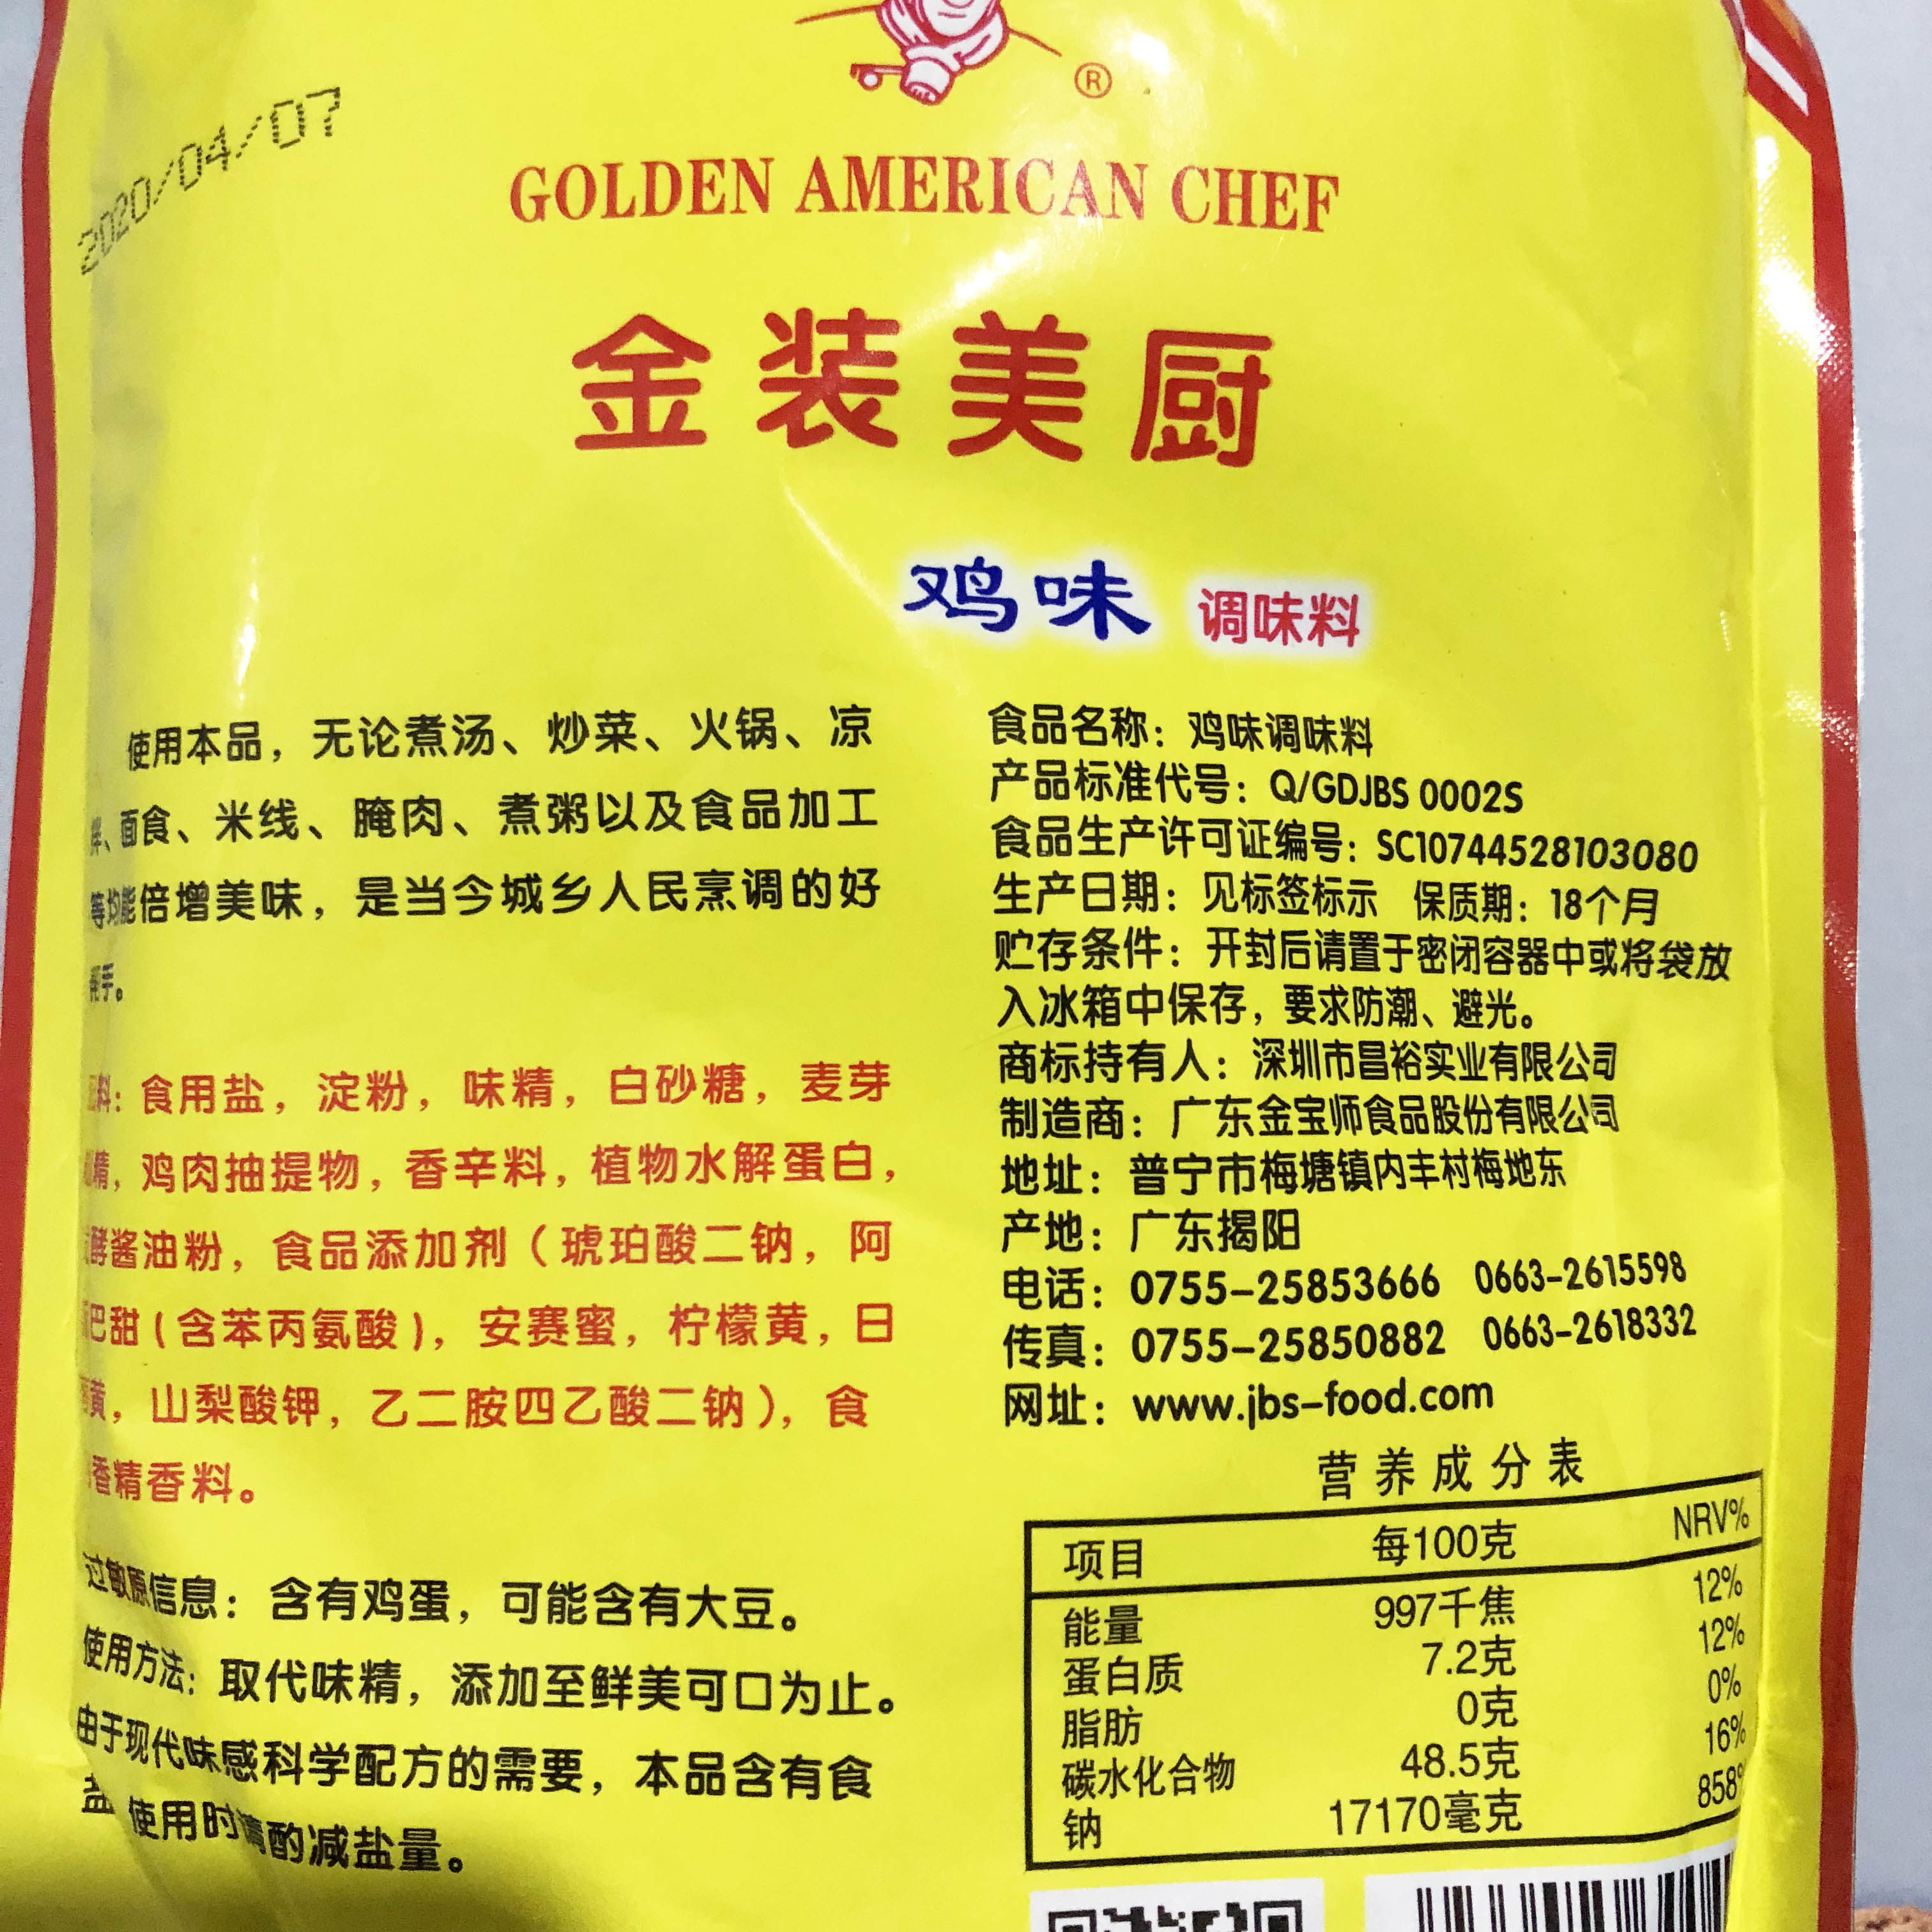 ®
2020/04/07
GOLDEN AMERICAN CHEF
金装美厨
鸡味 调味料
使用本品，无论煮汤、炒菜、火锅、凉
拌、面食、米线、腌肉、煮粥以及食品加工
等均能倍增美味，是当今城乡人民烹调的好
帮手。
料：食用盐，淀粉，味精，白砂糖，麦芽
精，鸡肉抽提物，香辛料，植物水解蛋白，
酵酱油粉，食品添加剂（琥珀酸二钠，阿
巴甜(含苯丙氨酸)，安赛蜜，柠檬黄，日
黄，山梨酸钾，乙二胺四乙酸二钠)，食
香精香料。
过敏原信息：含有鸡蛋，可能含有大豆。
使用方法：取代味精，添加至鲜美可口为止。
由于现代味感科学配方的需要，本品含有食
盐 使用时请酌减盐量。
食品名称：鸡味调味料
产品标准代号：Q/GDJBS 0002S
食品生产许可证编号：SC10744528103080
生产日期：见标签标示 保质期：18个月
贮存条件：开封后请置于密闭容器中或将袋放
入冰箱中保存，要求防潮、避光。
商标持有人：深圳市昌裕实业有限公司
制造商：广东金宝师食品股份有限公司
地址：普宁市梅塘镇内丰村梅地东
产地：广东揭阳
电话：0755-25853666 0663-2615598
传真：0755-25850882 0663-2618332
网址：www.jbs-food.com
营养成分表
项目 每100克 NRV%
能量 997千焦 12%
蛋白质 7.2克 12%
脂肪 0克 0%
碳水化合物 48.5克 16%
钠 17170毫克 858%